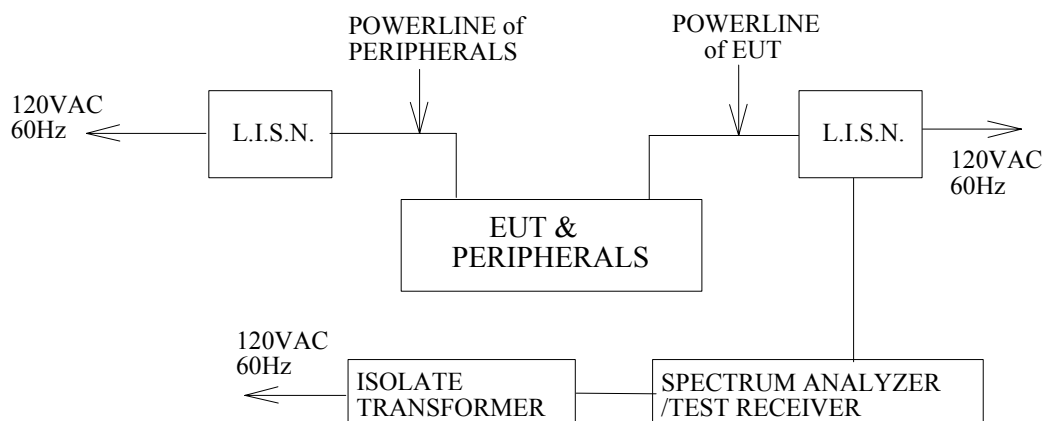 POWERLINE of
PERIPHERALS
POWERLINE
of EUT
120VAC
60Hz
L.I.S.N.
L.I.S.N.
120VAC
60Hz
EUT &
PERIPHERALS
120VAC
60Hz
ISOLATE
TRANSFORMER
SPECTRUM ANALYZER
/TEST RECEIVER